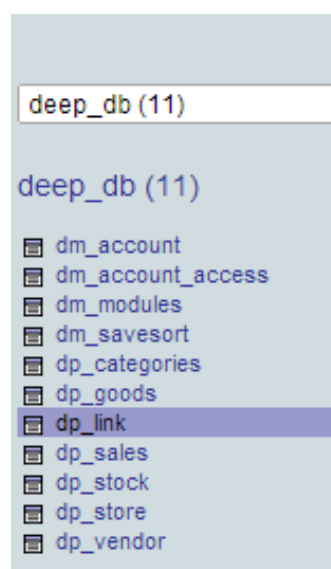 deep_db (11)
deep_db (11)
dm_account
dm_account_access
dm_modules
dm_savesort
dp_categories
dp_goods
dp_link
dp_sales
dp_stock
dp_store
dp_vendor